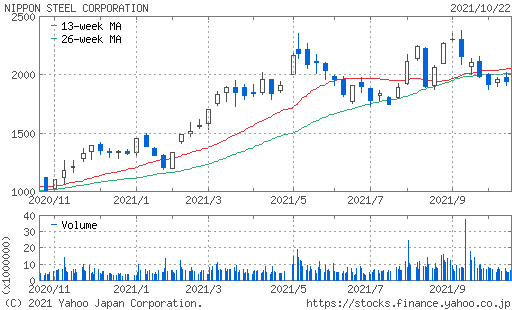 NIPPON STEEL CORPORATION 2021/10/22
2500
13-week MA
26-week MA
2000
1500
1000
2020/11 2021/1 2021/3 2021/5 2021/7 2021/9
40
Volume
30
20
10
0
(x1000000)
2020/11 2021/1 2021/3 2021/5 2021/7 2021/9
(C) 2021 Yahoo Japan Corporation. https://stocks.finance.yahoo.co.jp/